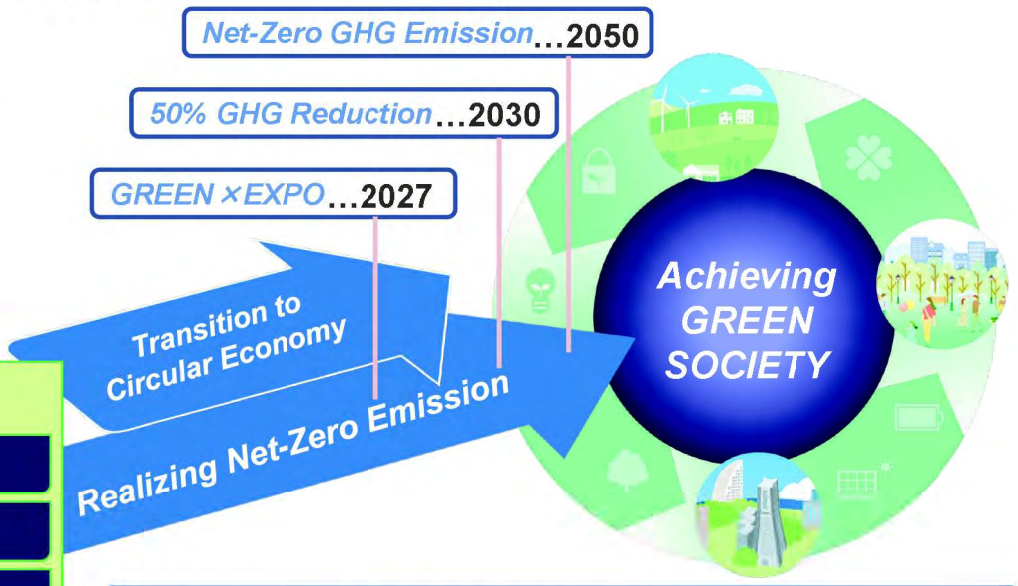 Net-Zero GHG Emission...2050
50% GHG Reduction...2030
GREEN×EXPO...2027
Transition to
Circular Economy
Realizing Net-Zero Emission
Achieving
GREEN
SOCIETY